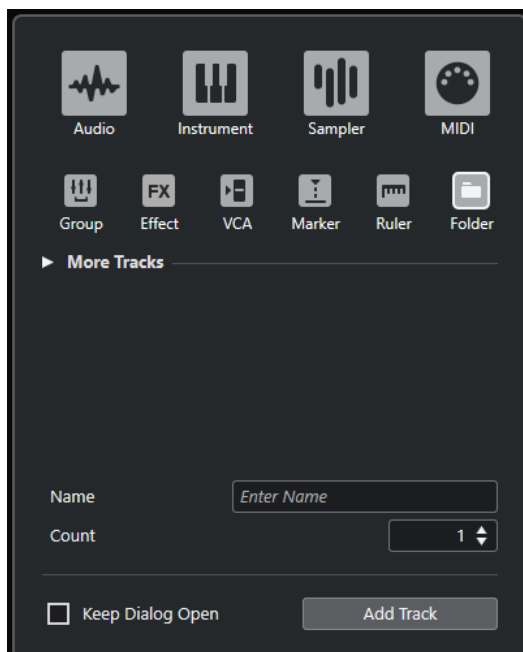 Audio Instrument Sampler MIDI
FX
Group Effect VCA Marker Ruler Folder
More Tracks
Name Enter Name
Count 1
Keep Dialog Open Add Track